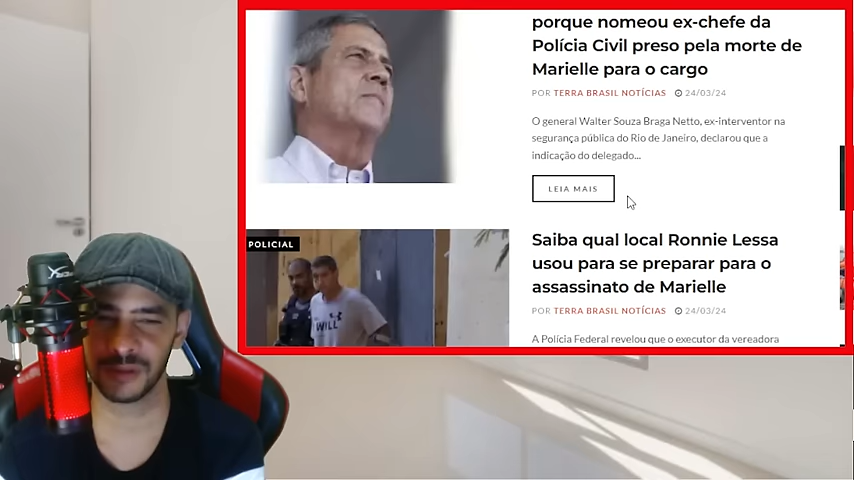 porque nomeou ex-chefe da
Polícia Civil preso pela morte de
Marielle para o cargo
POR TERRA BRASIL NOTÍCIAS 24/03/24
O general Walter Souza Braga Netto, ex-interventor na
segurança pública do Rio de Janeiro, declarou que a
indicação do delegado...
LEIA MAIS
POLICIAL
Saiba qual local Ronnie Lessa
usou para se preparar para o
assassinato de Marielle
POR TERRA BRASIL NOTÍCIAS 24/03/24
A Polícia Federal revelou que o executor da vereadora
WILL